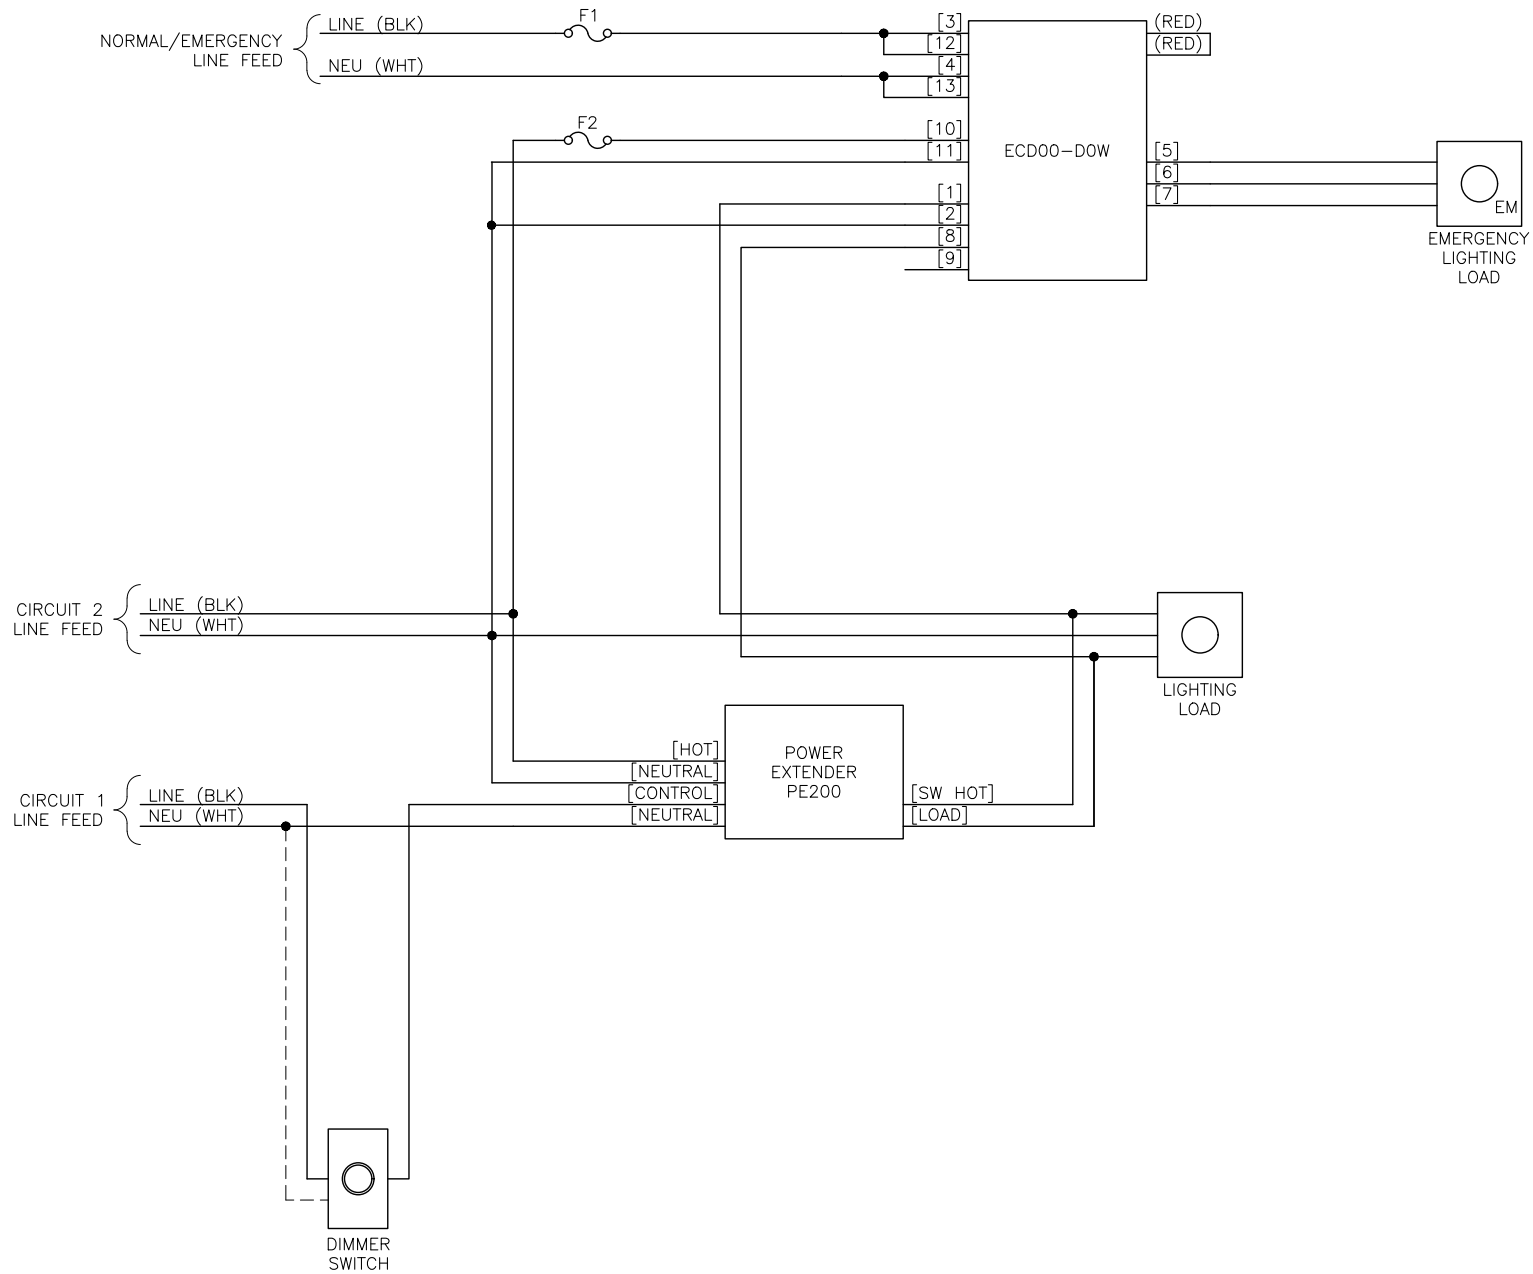 F1
LINE (BLK)
NORMAL/EMERGENCY
LINE FEED
NEU (WHT)
[3]
[12]
[4]
[13]
(RED)
(RED)
F2
[10]
[11]
[1]
[2]
[8]
[9]
ECD00-D0W
[5]
[6]
[7]
EM
EMERGENCY
LIGHTING
LOAD
CIRCUIT 2
LINE FEED
LINE (BLK)
NEU (WHT)
LIGHTING
LOAD
CIRCUIT 1
LINE FEED
LINE (BLK)
NEU (WHT)
[HOT]
[NEUTRAL]
[CONTROL]
[NEUTRAL]
POWER
EXTENDER
PE200
[SW HOT]
[LOAD]
DIMMER
SWITCH